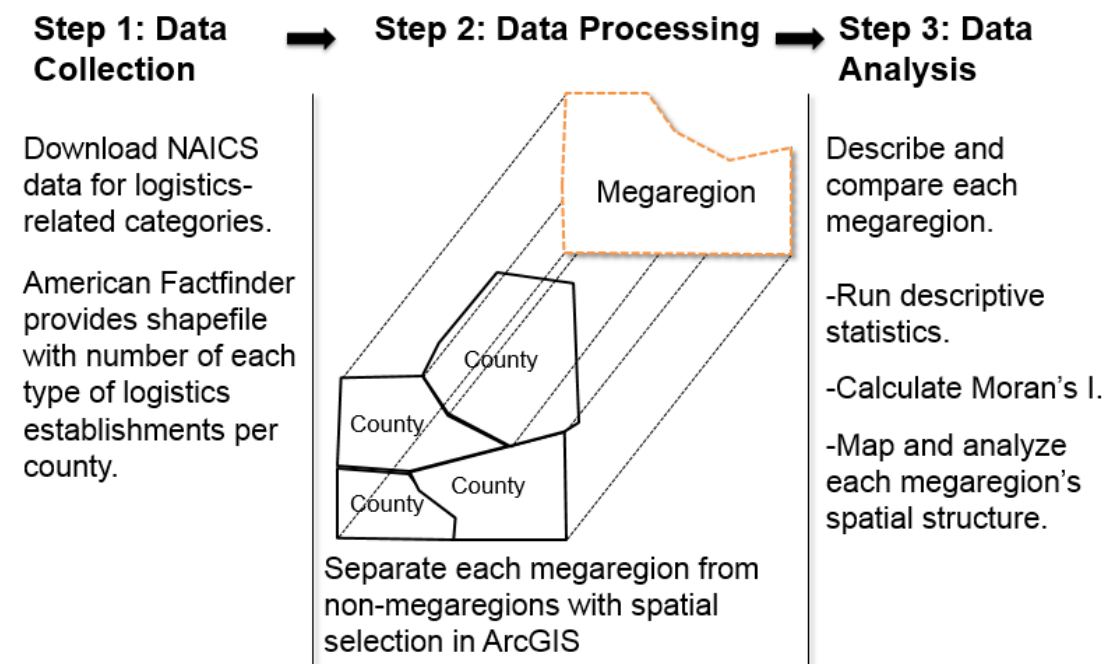 Step 1: Data
Collection
Download NAICS
data for logistics-
related categories.
American Factfinder
provides shapefile
with number of each
type of logistics
establishments per
county.
Step 2: Data Processing
Megaregion
County
County
County
County
Separate each megaregion from
non-megaregions with spatial
selection in ArcGIS
Step 3: Data
Analysis
Describe and
compare each
megaregion.
-Run descriptive
statistics.
-Calculate Moran’s I.
-Map and analyze
each megaregion’s
spatial structure.